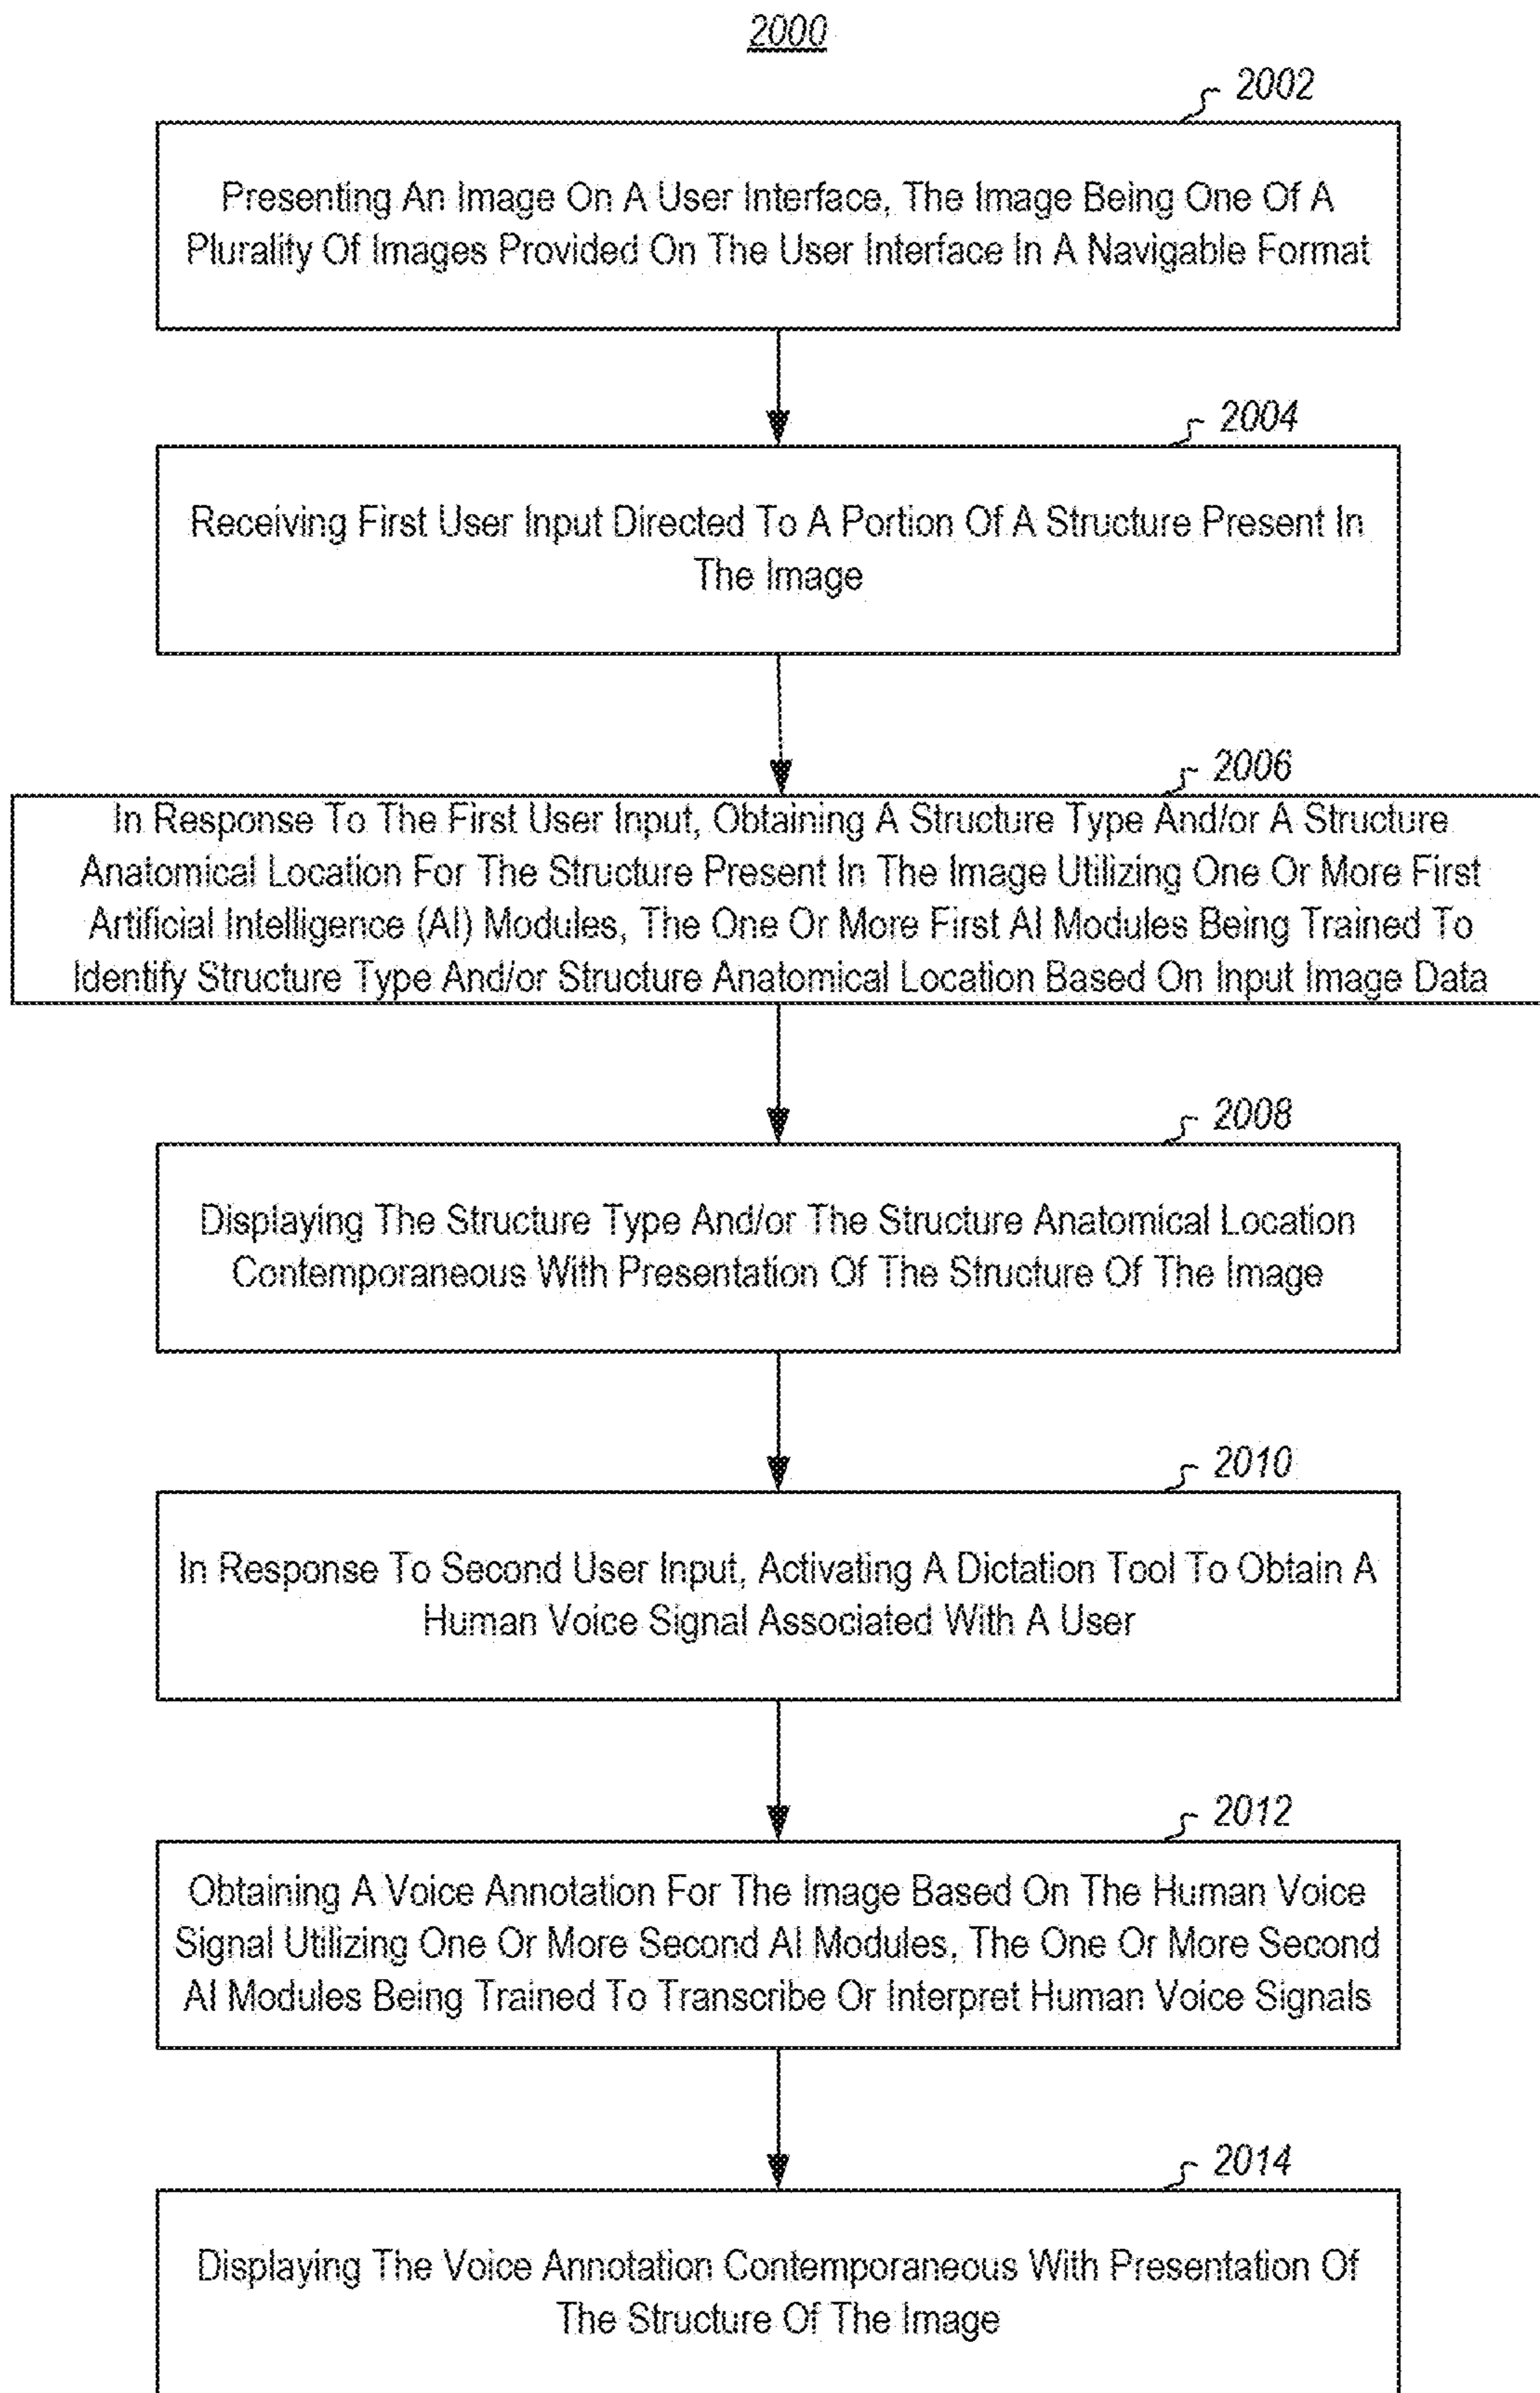 2000
2002
Presenting An Image On A User Interface, The Image Being One Of A
Plurality Of Images Provided On The User Interface In A Navigable Format
2004
Receiving First User Input Directed To A Portion Of A Structure Present In
The Image
2006
In Response To The First User Input, Obtaining A Structure Type And/or A Structure
Anatomical Location For The Structure Present In The Image Utilizing One Or More First
Artificial Intelligence (AI) Modules, The One Or More First AI Modules Being Trained To
Identify Structure Type And/or Structure Anatomical Location Based On Input Image Data
2008
Displaying The Structure Type And/or The Structure Anatomical Location
Contemporaneous With Presentation Of The Structure Of The Image
2010
In Response To Second User Input, Activating A Dictation Tool To Obtain A
Human Voice Signal Associated With A User
2012
Obtaining A Voice Annotation For The Image Based On The Human Voice
Signal Utilizing One Or More Second AI Modules, The One Or More Second
AI Modules Being Trained To Transcribe Or Interpret Human Voice Signals
2014
Displaying The Voice Annotation Contemporaneous With Presentation Of
The Structure Of The Image